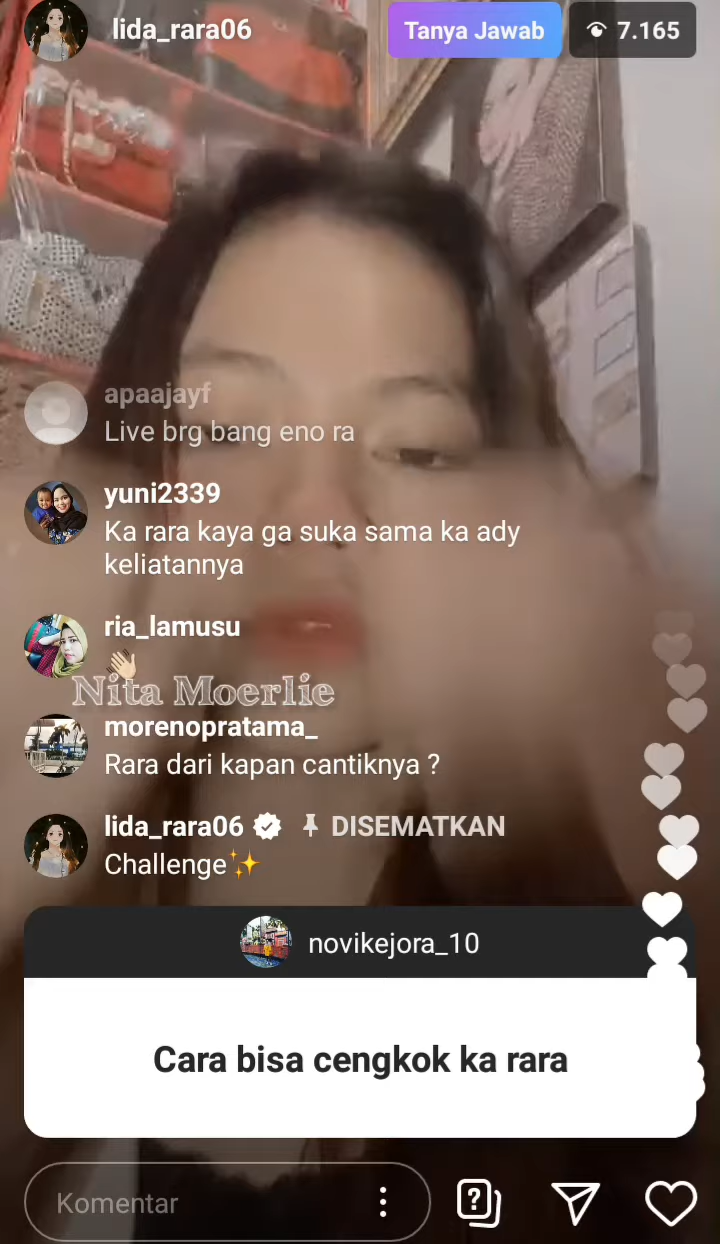 lida_rara06
Tanya Jawab
7.165
apaajayf
Live brg bang eno ra
yuni2339
Ka rara kaya ga suka sama ka ady
keliatannya
ria_lamusu
👋🏻
Nita Moerlie
morenopratama_
Rara dari kapan cantiknya ?
lida_rara06 DISEMATKAN
Challenge✨
novikejora_10
Cara bisa cengkok ka rara
Komentar